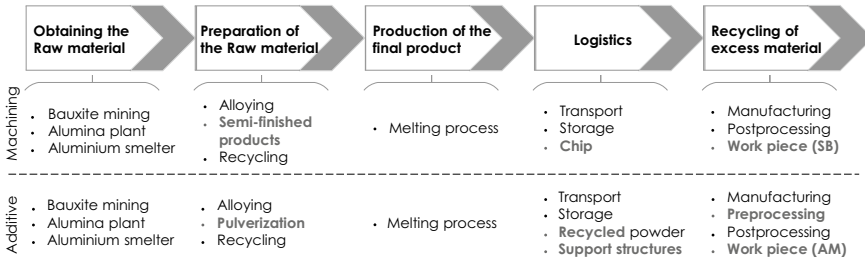 Obtaining the
Raw material
Preparation of
the Raw material
Production of the
final product
Logistics
Recycling of
excess material
Machining
• Bauxite mining
• Alumina plant
• Aluminium smelter
• Alloying
• Semi-finished
products
• Recycling
• Melting process
• Transport
• Storage
• Chip
• Manufacturing
• Postprocessing
• Work piece (SB)
Additive
• Bauxite mining
• Alumina plant
• Aluminium smelter
• Alloying
• Pulverization
• Recycling
• Melting process
• Transport
• Storage
• Recycled powder
• Support structures
• Manufacturing
• Preprocessing
• Postprocessing
• Work piece (AM)